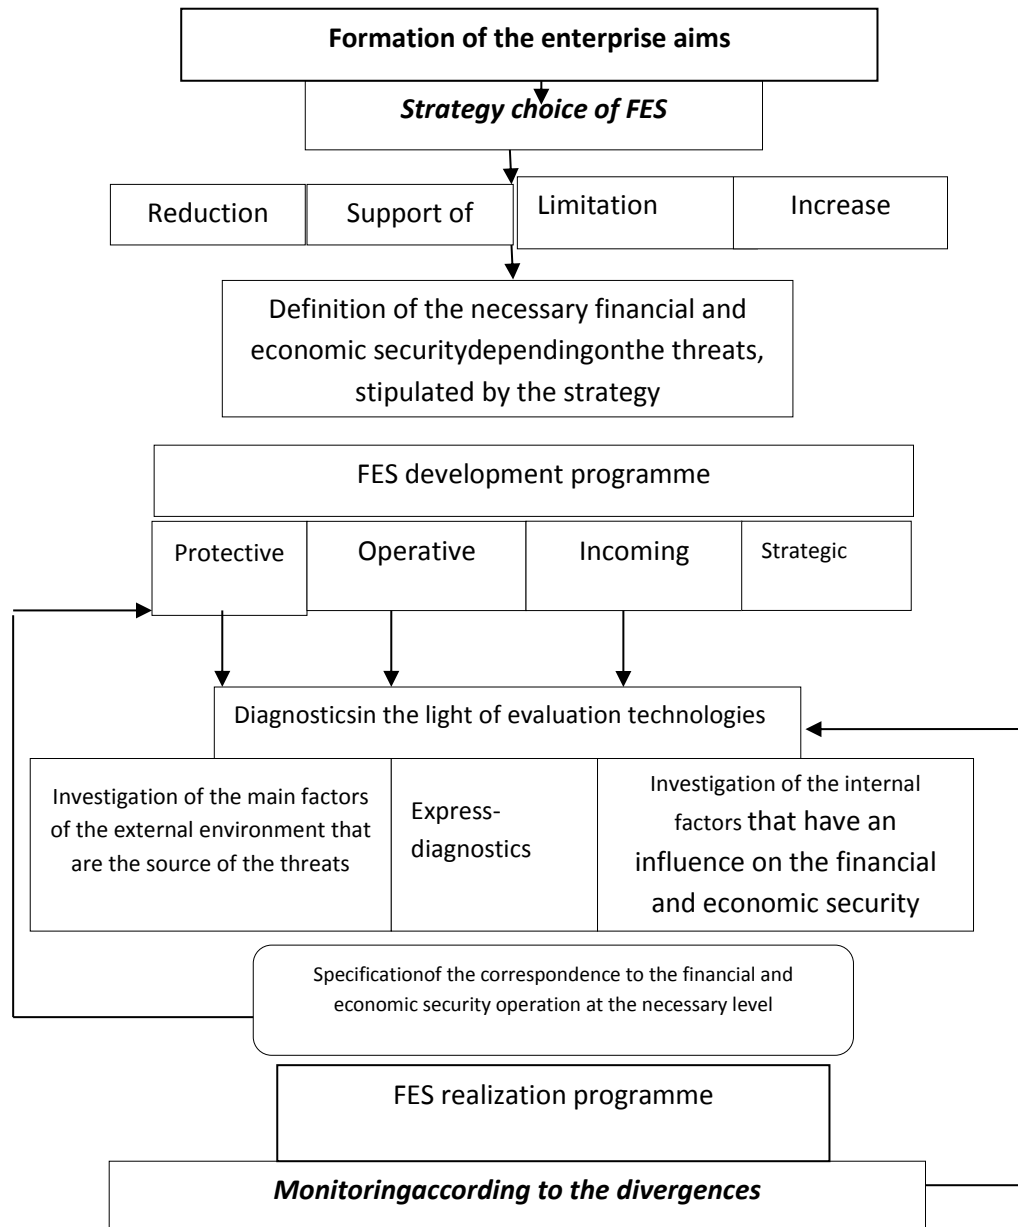 Formation of the enterprise aims
Strategy choice of FES
Reduction
Support of
Limitation
Increase
Definition of the necessary financial and
economic securitydependingonthe threats,
stipulated by the strategy
FES development programme
Protective
Operative
Incoming
Strategic
Diagnosticsin the light of evaluation technologies
Investigation of the main factors
of the external environment that
are the source of the threats
Express-
diagnostics
Investigation of the internal
factors that have an
influence on the financial
and economic security
Specificationof the correspondence to the financial and
economic security operation at the necessary level
FES realization programme
Monitoringaccording to the divergences